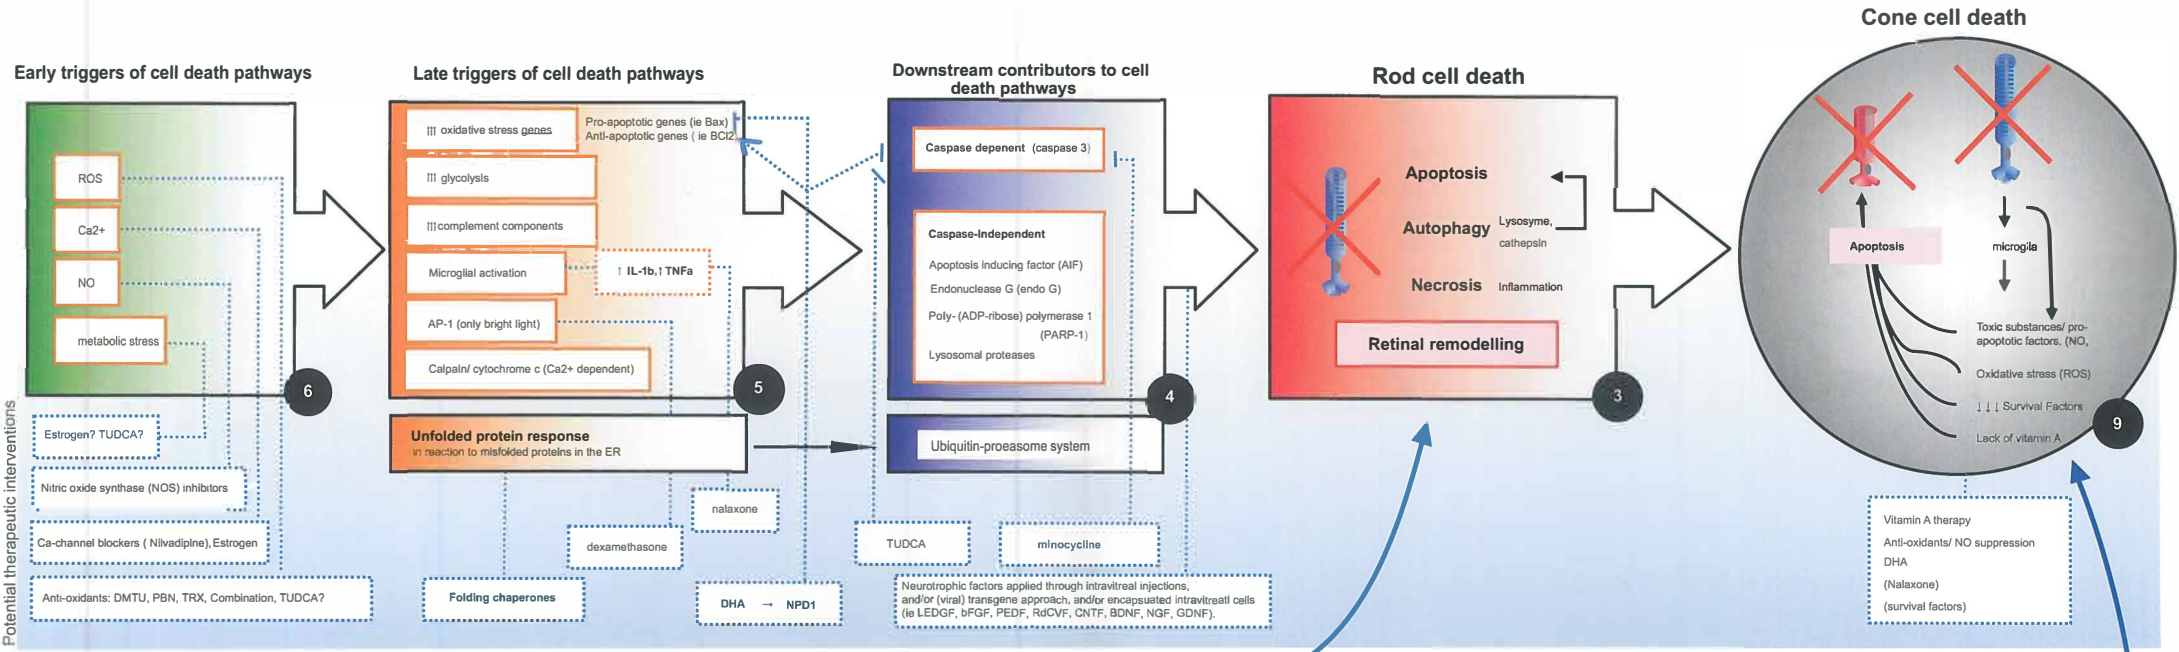 Cone cell death
Early triggers of cell death pathways
Late triggers of cell death pathways
Downstream contributors to cell
death pathways
Rod cell death
ROS
Ca2+
NO
metabolic stress
6
↑↑↑ oxidative stress genes
Pro-apoptotic genes (ie Bax)
Anti-apoptotic genes ( ie BCl2)
↑↑↑ glycolysis
↑↑↑ complement components
Microglial activation
↑ IL-1b,↑ TNFa
AP-1 (only bright light)
Calpain/ cytochrome c (Ca2+ dependent)
5
Unfolded protein response
in reaction to misfolded proteins in the ER
Caspase depenent (caspase 3)
Caspase-Independent
Apoptosis inducing factor (AIF)
Endonuclease G (endo G)
Poly- (ADP-ribose) polymerase 1
(PARP-1)
Lysosomal proteases
4
Ubiquitin-proeasome system
Apoptosis
Autophagy
Lysosyme,
cathepsin
Necrosis
Inflammation
Retinal remodelling
3
Apoptosis
microgila
Toxic substances/ pro-
apoptotic factors. (NO,
Oxidative stress (ROS)
↓↓↓ Survival Factors
Lack of vitamin A
9
Potential therapeutic interventions
Estrogen? TUDCA?
Nitric oxide synthase (NOS) inhibitors
Ca-channel blockers ( Nilvadipine), Estrogen
Anti-oxidants: DMTU, PBN, TRX, Combination, TUDCA?
Folding chaperones
dexamethasone
nalaxone
DHA → NPD1
TUDCA
minocycline
Neurotrophic factors applied through intravitreal injections,
and/or (viral) transgene approach, and/or encapsuated intravitreatl cells
(ie LEDGF, bFGF, PEDF, RdCVF, CNTF, BDNF, NGF, GDNF).
Vitamin A therapy
Anti-oxidants/ NO suppression
DHA
(Nalaxone)
(survival factors)